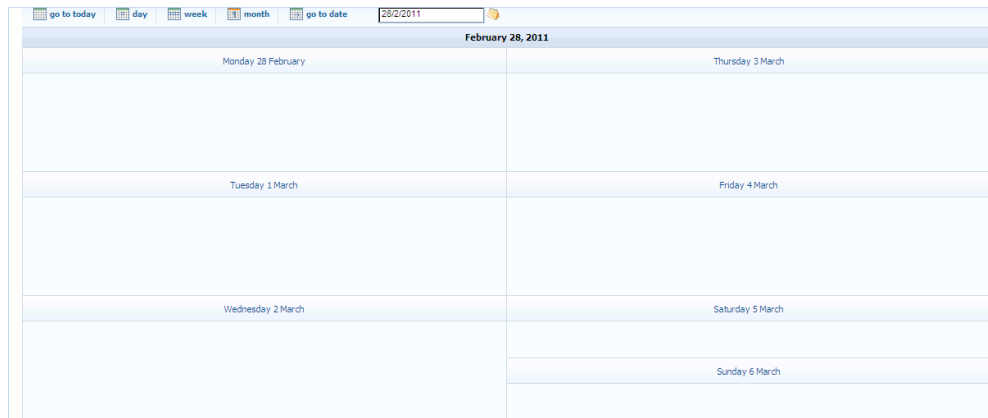 go to today day week month go to date 28/2/2011
February 28, 2011
Monday 28 February
Thursday 3 March
Tuesday 1 March
Friday 4 March
Wednesday 2 March
Saturday 5 March
Sunday 6 March